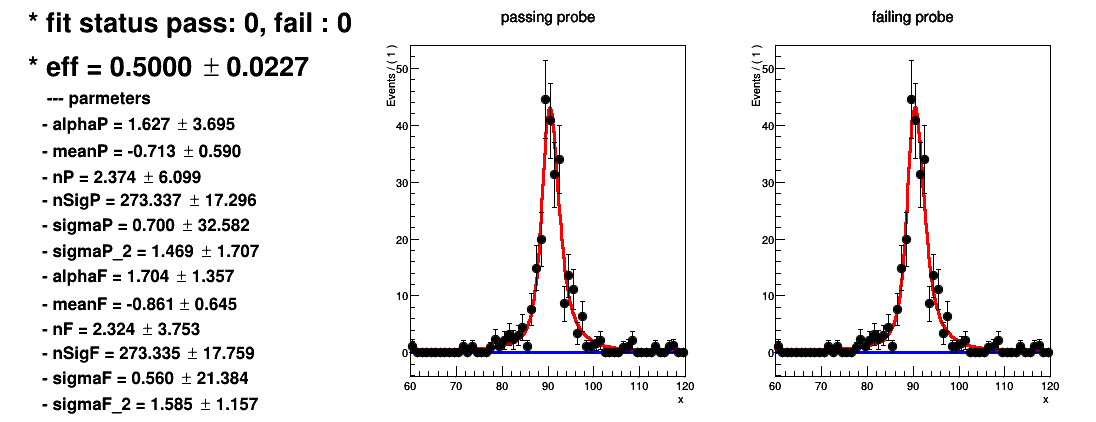 * fit status pass: 0, fail : 0
* eff = 0.5000 ± 0.0227
--- parmeters
- alphaP = 1.627 ± 3.695
- meanP = -0.713 ± 0.590
- nP = 2.374 ± 6.099
- nSigP = 273.337 ± 17.296
- sigmaP = 0.700 ± 32.582
- sigmaP_2 = 1.469 ± 1.707
- alphaF = 1.704 ± 1.357
- meanF = -0.861 ± 0.645
- nF = 2.324 ± 3.753
- nSigF = 273.335 ± 17.759
- sigmaF = 0.560 ± 21.384
- sigmaF_2 = 1.585 ± 1.157
passing probe
Events / ( 1 )
50
40
30
20
10
0
60 70 80 90 100 110 120
x
failing probe
Events / ( 1 )
50
40
30
20
10
0
60 70 80 90 100 110 120
x